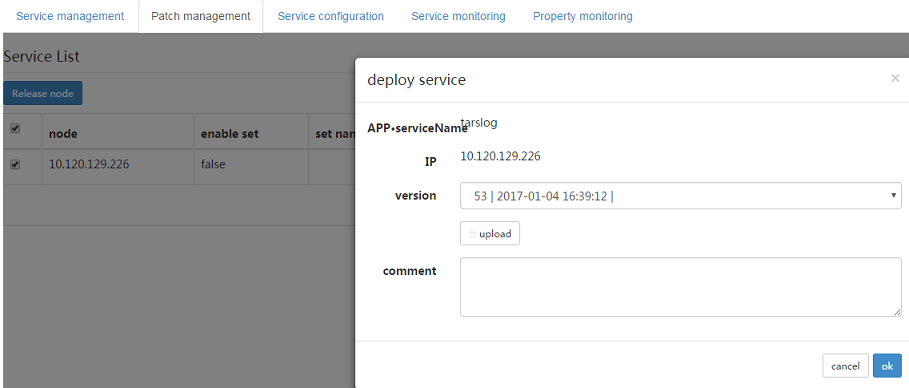 Service management Patch management Service configuration Service monitoring Property monitoring
Service List
Release node
node enable set set nam
10.120.129.226 false
deploy service ×
APP•serviceName tarslog
IP 10.120.129.226
version 53 | 2017-01-04 16:39:12 |
upload
comment
cancel ok